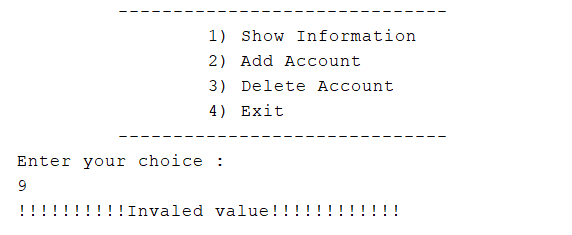 ------------------------------
1) Show Information
2) Add Account
3) Delete Account
4) Exit
------------------------------
Enter your choice :
9
!!!!!!!!!!Invaled value!!!!!!!!!!!!